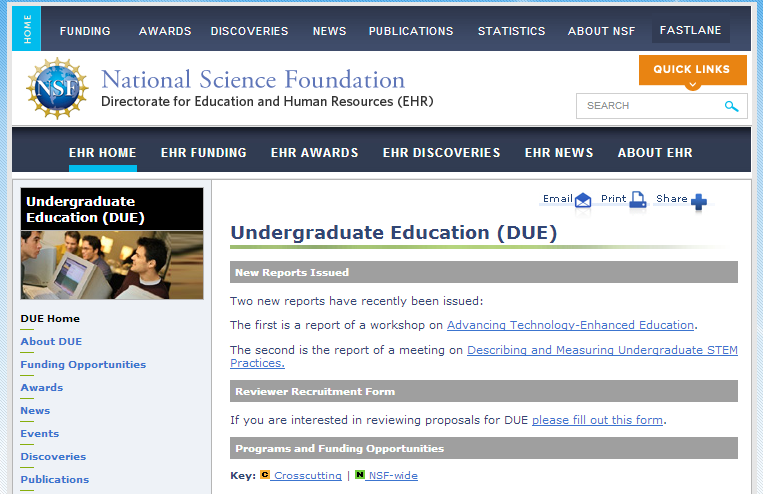 HOME
FUNDING AWARDS DISCOVERIES NEWS PUBLICATIONS STATISTICS ABOUT NSF FASTLANE
QUICK LINKS
NSF
National Science Foundation
Directorate for Education and Human Resources (EHR)
SEARCH
EHR HOME EHR FUNDING EHR AWARDS EHR DISCOVERIES EHR NEWS ABOUT EHR
Undergraduate
Education (DUE)
DUE Home
About DUE
Funding Opportunities
Awards
News
Events
Discoveries
Publications
Email Print Share
Undergraduate Education (DUE)
New Reports Issued
Two new reports have recently been issued:
The first is a report of a workshop on Advancing Technology-Enhanced Education.
The second is the report of a meeting on Describing and Measuring Undergraduate STEM
Practices.
Reviewer Recruitment Form
If you are interested in reviewing proposals for DUE please fill out this form.
Programs and Funding Opportunities
Key: C Crosscutting | N NSF-wide